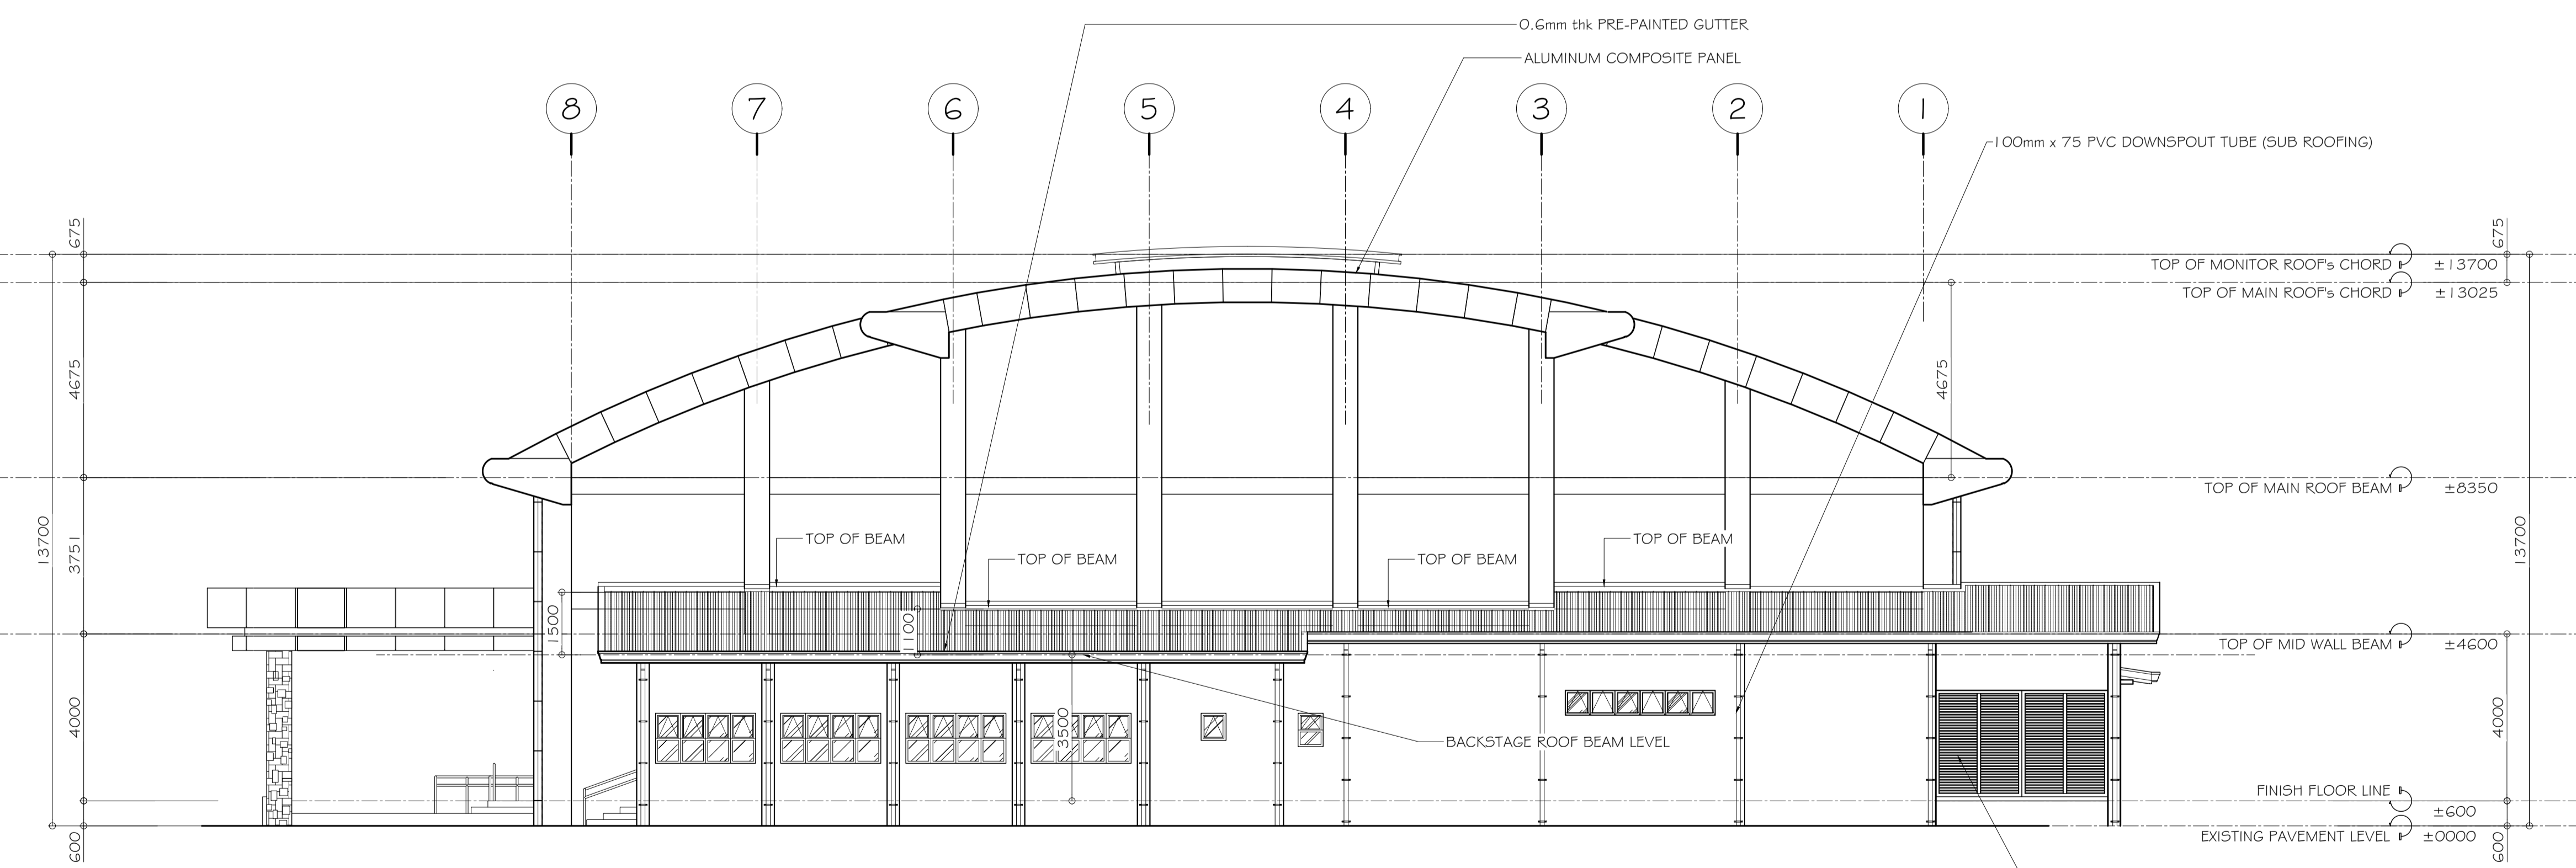 0.6mm thk PRE-PAINTED GUTTER
ALUMINUM COMPOSITE PANEL
8 7 6 5 4 3 2 1
100mm x 75 PVC DOWNSPOUT TUBE (SUB ROOFING)
675
675
TOP OF MONITOR ROOF's CHORD ±13700
TOP OF MAIN ROOF's CHORD ±13025
4675
4675
TOP OF MAIN ROOF BEAM ±8350
13700
3751
13700
TOP OF BEAM
TOP OF BEAM
TOP OF BEAM
TOP OF BEAM
1500
1100
TOP OF MID WALL BEAM ±4600
4000
3500
4000
BACKSTAGE ROOF BEAM LEVEL
FINISH FLOOR LINE
±600
EXISTING PAVEMENT LEVEL ±0000
600
600